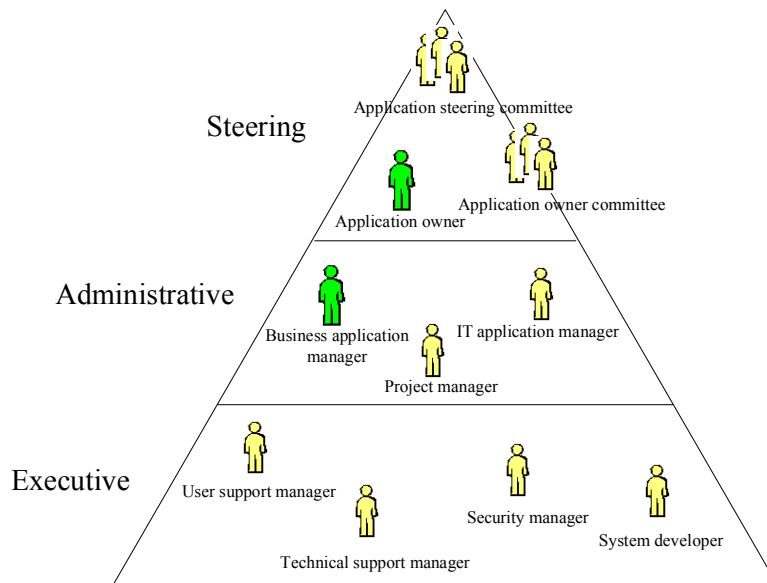 Application steering committee
Steering
Application owner committee
Application owner
Administrative
Business application
manager
IT application manager
Project manager
Executive
User support manager
Security manager
System developer
Technical support manager